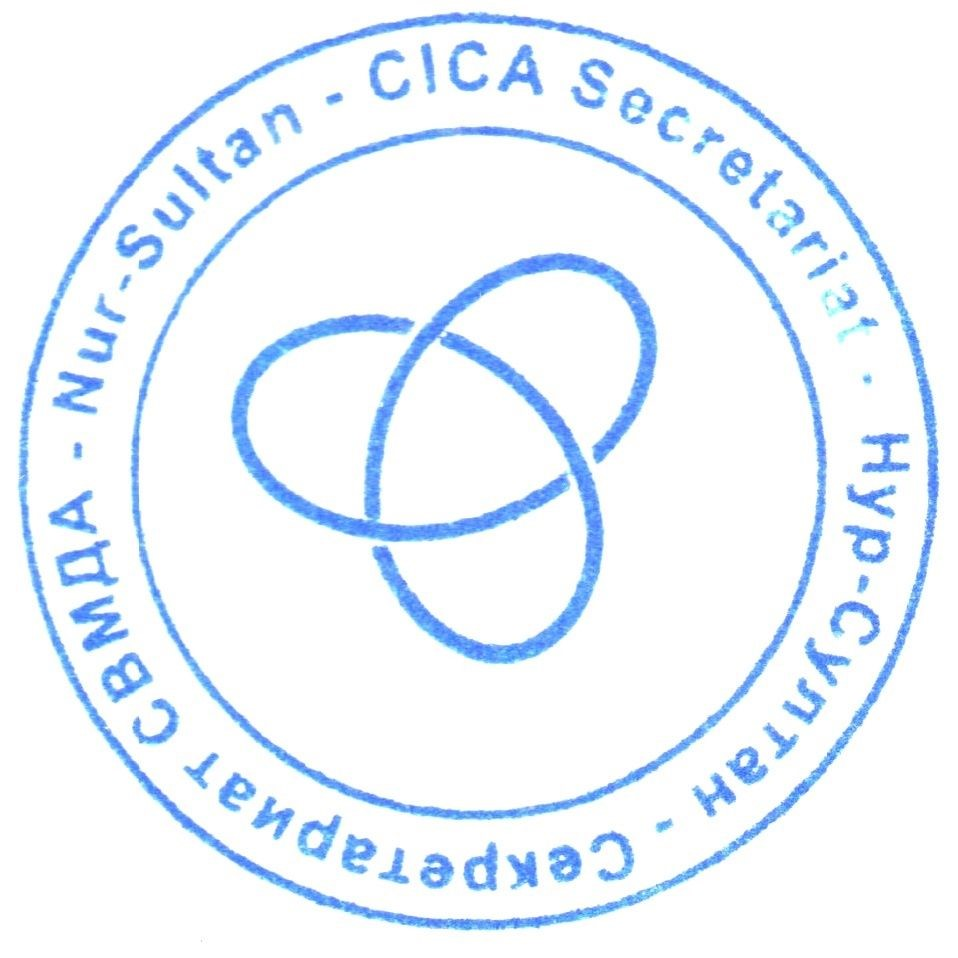 CICA Secretariat - Нур-Султан - Секретариат СВМДА - Nur-Sultan -